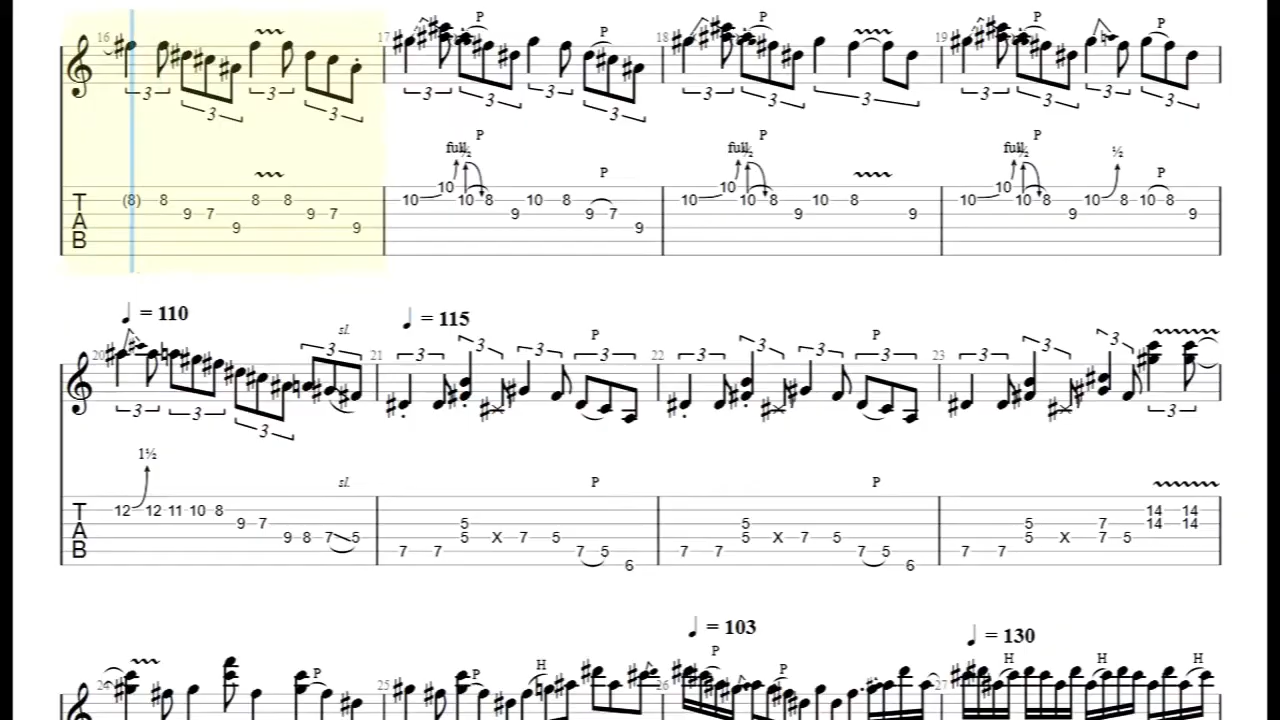 16 17 P P 18 P 19 P P
3 3 3 3 3 3 3 3 3 3 3 3 3 3 3
P P P P P
full ½ full ½ full ½ ½
T (8) 8 9 7 9 8 8 9 7 9 10 10 10 8 9 10 8 9 7 9 10 10 10 8 9 10 8 9 10 10 10 8 9 10 8 10 8 9
A
B
= 110 = 115
20 sl. 21 P 22 P 23
3 3 3 3 3 3 3 3 3 3 3 3 3 3 3
1½
sl. P P
T 12 12 11 10 8 9 7 9 8 7 5 7 7 5 5 X 7 5 7 5 6 7 7 5 5 X 7 5 7 5 6 7 7 5 5 X 7 7 5 14 14 14 14
A
B
= 103 = 130
24 P 25 P H 26 P P 27 H H H